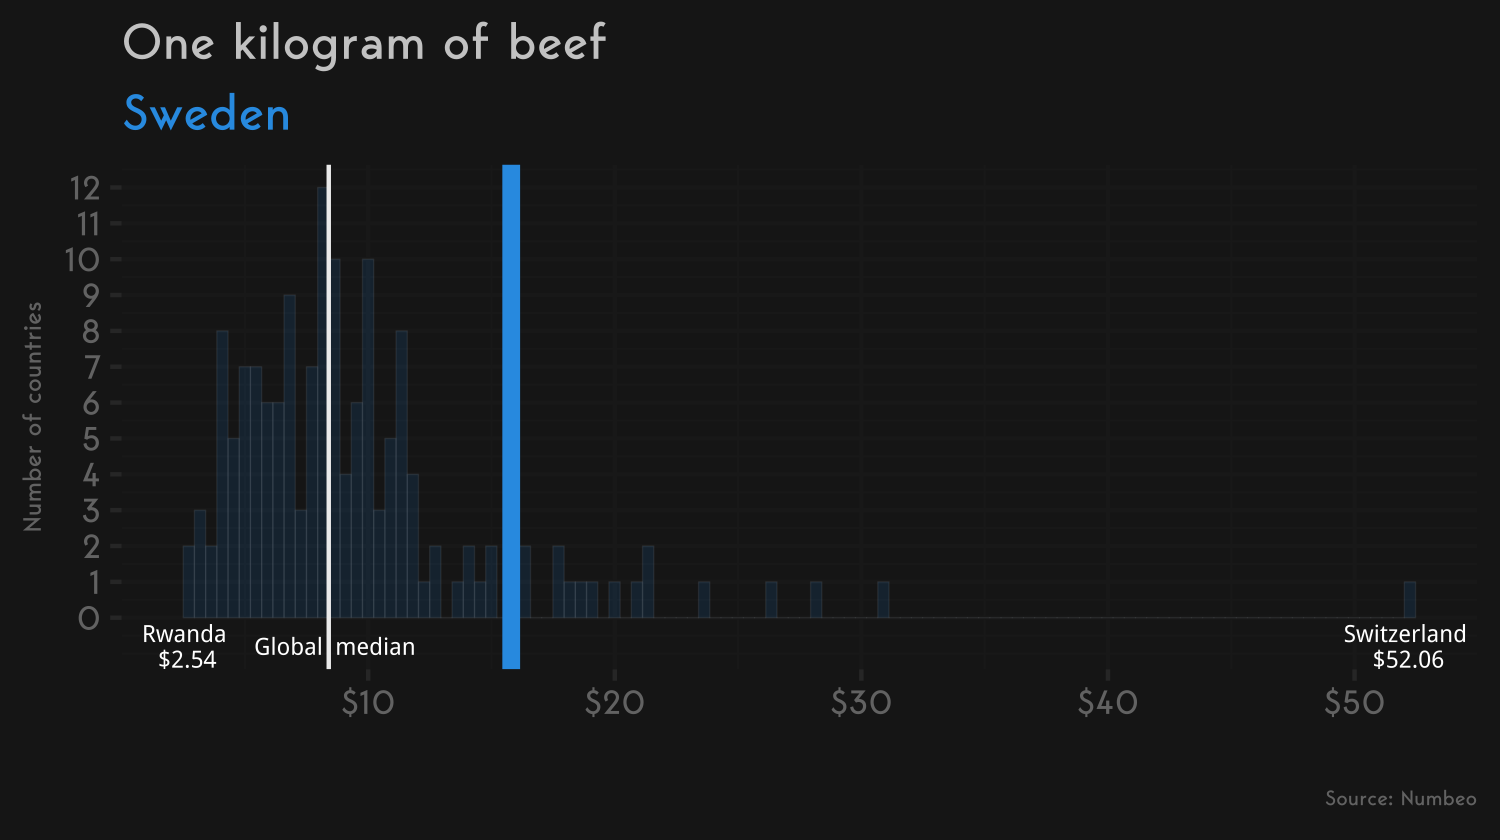 One kilogram of beef
Sweden
Number of countries
12
11
10
9
8
7
6
5
4
3
2
1
0
Rwanda
$2.54
Global median
Switzerland
$52.06
$10 $20 $30 $40 $50
Source: Numbeo